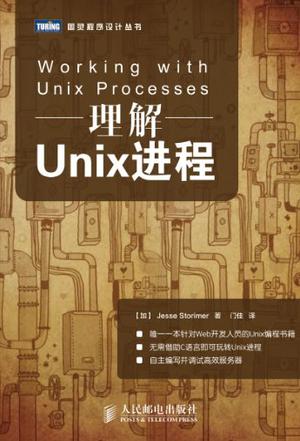 TURING 图灵程序设计丛书
Working with
Unix Processes
理解
Unix进程
[加] Jesse Storimer 著 门佳 译
唯一一本针对Web开发人员的Unix编程书籍
无需借助C语言即可玩转Unix进程
自主编写并调试高效服务器
人民邮电出版社
POSTS & TELECOM PRESS